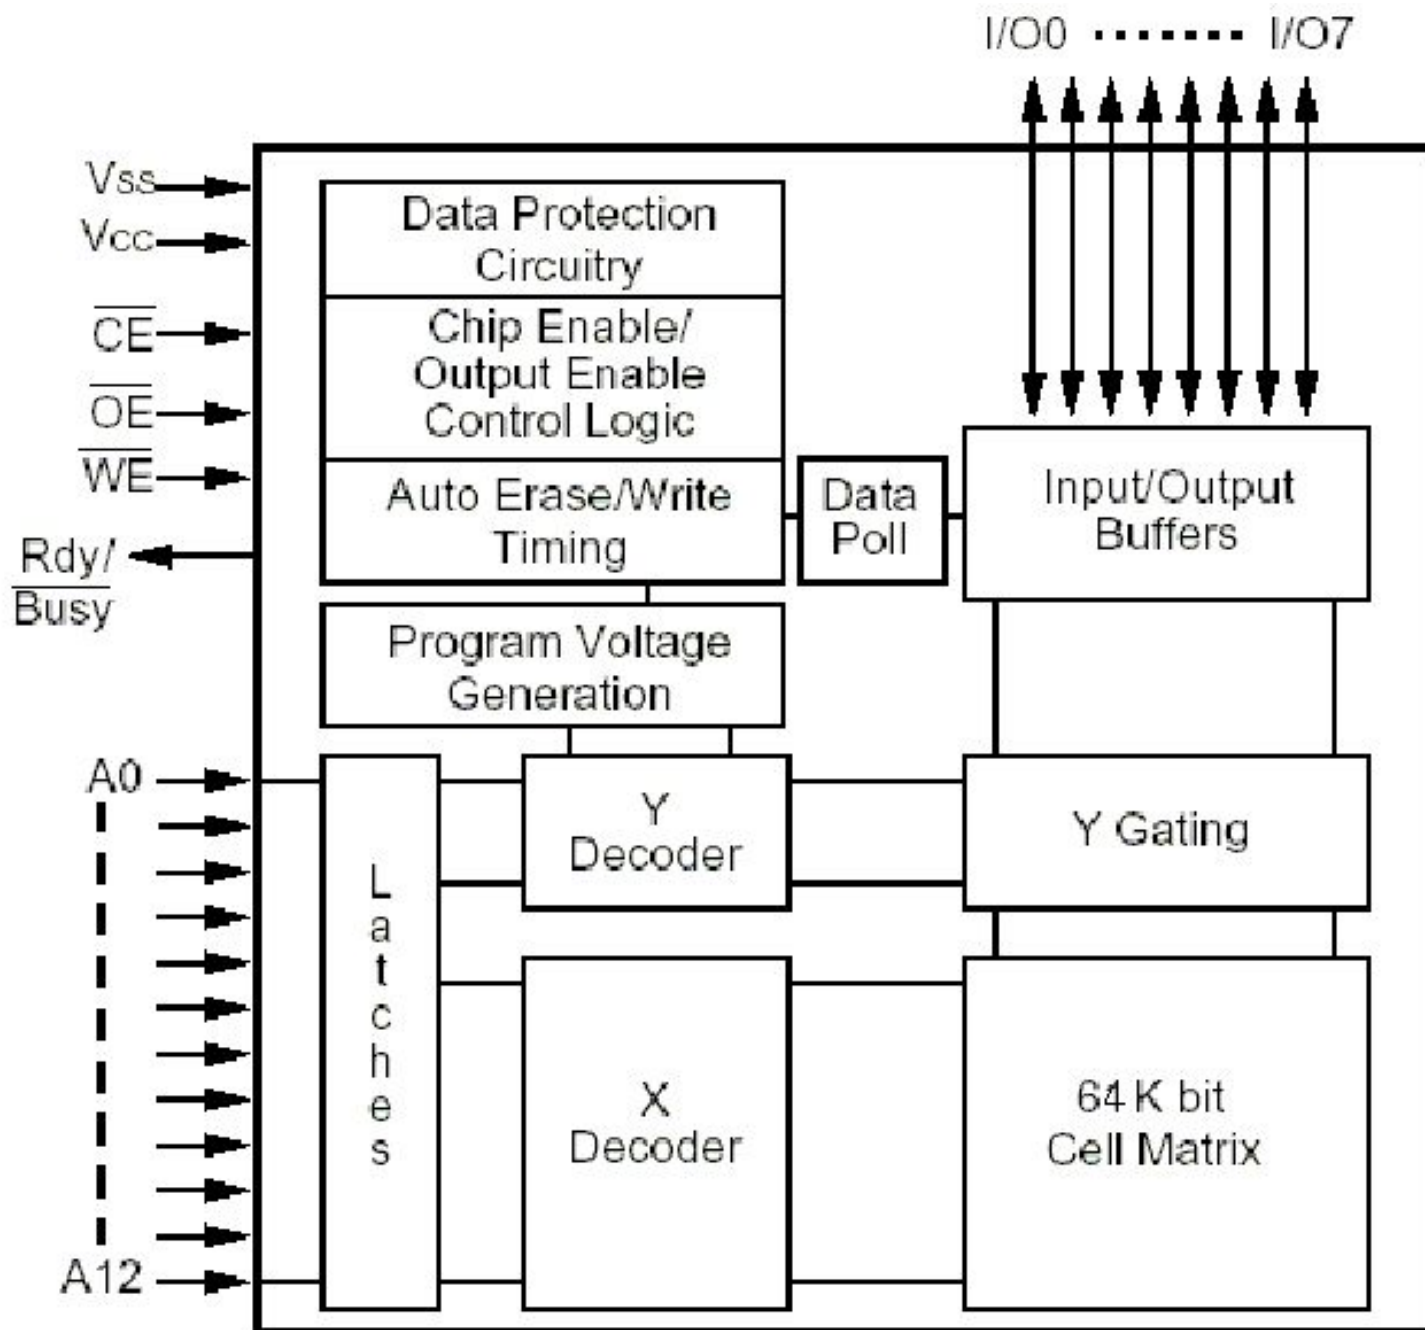 I/O0 ······· I/O7
Vss
Vcc
CE
OE
WE
Rdy/
Busy
Data Protection
Circuitry
Chip Enable/
Output Enable
Control Logic
Auto Erase/Write
Timing
Data
Poll
Input/Output
Buffers
Program Voltage
Generation
A0
A12
Latches
Y
Decoder
Y Gating
X
Decoder
64 K bit
Cell Matrix